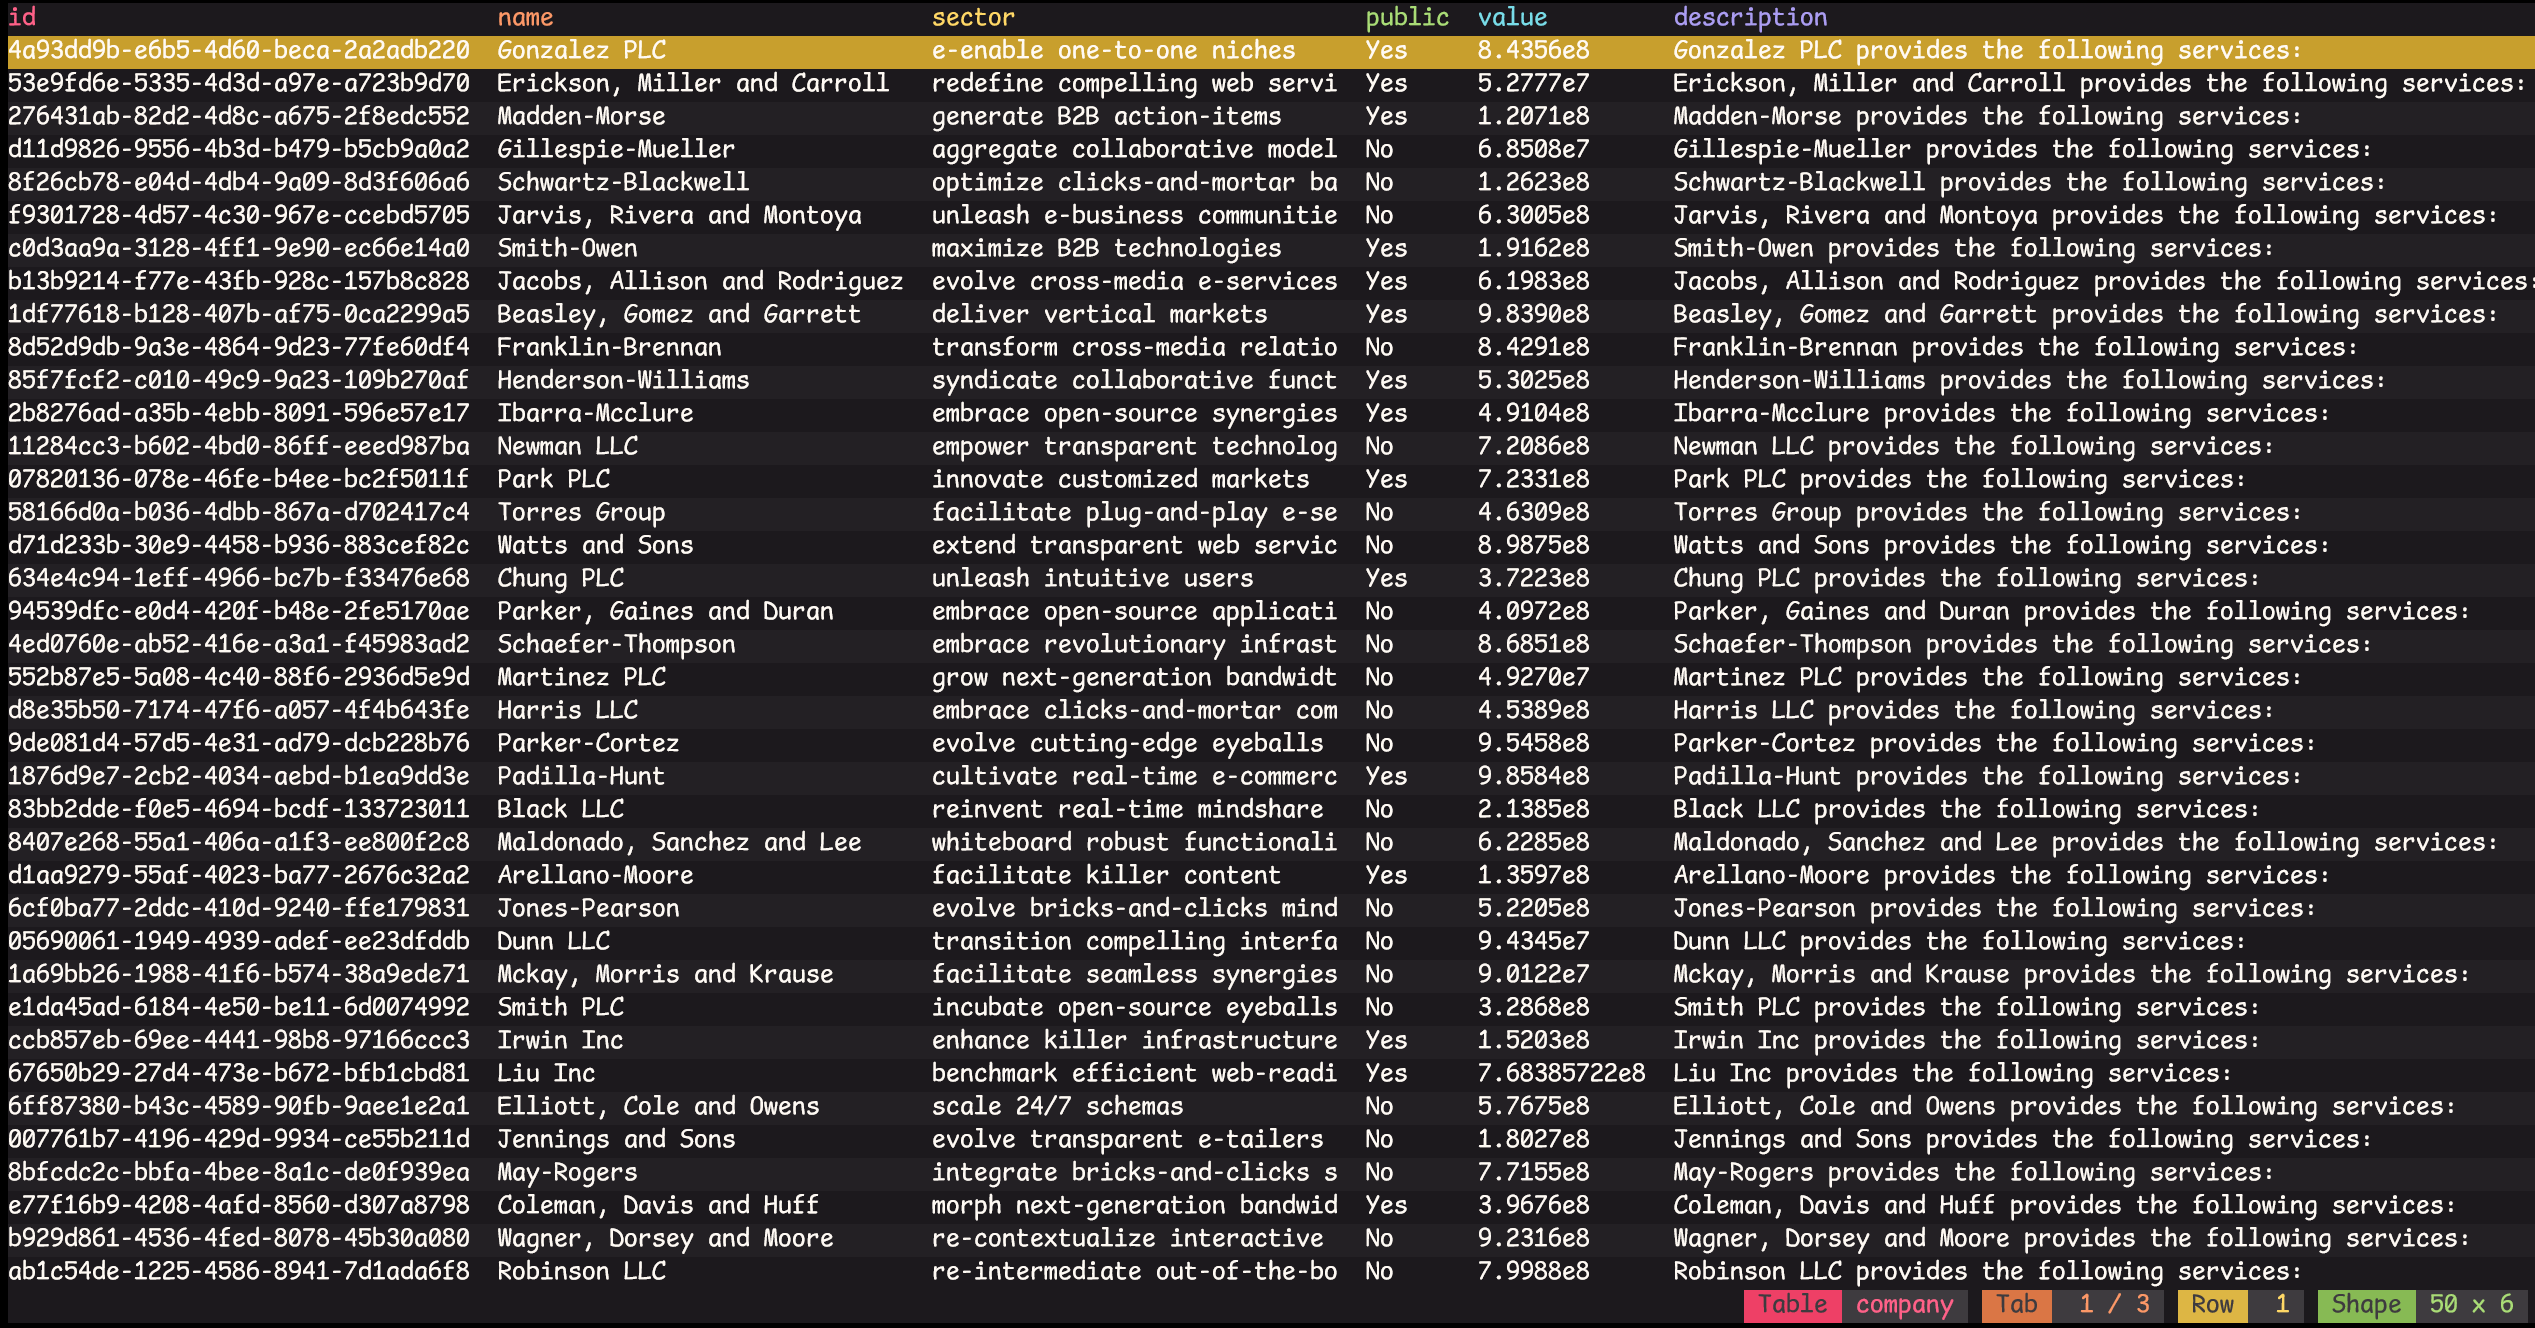 id name sector public value description
4a93dd9b-e6b5-4d60-beca-2a2adb220 Gonzalez PLC e-enable one-to-one niches Yes 8.4356e8 Gonzalez PLC provides the following services:
53e9fd6e-5335-4d3d-a97e-a723b9d70 Erickson, Miller and Carroll redefine compelling web servi Yes 5.2777e7 Erickson, Miller and Carroll provides the following services:
276431ab-82d2-4d8c-a675-2f8edc552 Madden-Morse generate B2B action-items Yes 1.2071e8 Madden-Morse provides the following services:
d11d9826-9556-4b3d-b479-b5cb9a0a2 Gillespie-Mueller aggregate collaborative model No 6.8508e7 Gillespie-Mueller provides the following services:
8f26cb78-e04d-4db4-9a09-8d3f606a6 Schwartz-Blackwell optimize clicks-and-mortar ba No 1.2623e8 Schwartz-Blackwell provides the following services:
f9301728-4d57-4c30-967e-ccebd5705 Jarvis, Rivera and Montoya unleash e-business communitie No 6.3005e8 Jarvis, Rivera and Montoya provides the following services:
c0d3aa9a-3128-4ff1-9e90-ec66e14a0 Smith-Owen maximize B2B technologies Yes 1.9162e8 Smith-Owen provides the following services:
b13b9214-f77e-43fb-928c-157b8c828 Jacobs, Allison and Rodriguez evolve cross-media e-services Yes 6.1983e8 Jacobs, Allison and Rodriguez provides the following services:
1df77618-b128-407b-af75-0ca2299a5 Beasley, Gomez and Garrett deliver vertical markets Yes 9.8390e8 Beasley, Gomez and Garrett provides the following services:
8d52d9db-9a3e-4864-9d23-77fe60df4 Franklin-Brennan transform cross-media relatio No 8.4291e8 Franklin-Brennan provides the following services:
85f7fcf2-c010-49c9-9a23-109b270af Henderson-Williams syndicate collaborative funct Yes 5.3025e8 Henderson-Williams provides the following services:
2b8276ad-a35b-4ebb-8091-596e57e17 Ibarra-Mcclure embrace open-source synergies Yes 4.9104e8 Ibarra-Mcclure provides the following services:
11284cc3-b602-4bd0-86ff-eeed987ba Newman LLC empower transparent technolog No 7.2086e8 Newman LLC provides the following services:
07820136-078e-46fe-b4ee-bc2f5011f Park PLC innovate customized markets Yes 7.2331e8 Park PLC provides the following services:
58166d0a-b036-4dbb-867a-d702417c4 Torres Group facilitate plug-and-play e-se No 4.6309e8 Torres Group provides the following services:
d71d233b-30e9-4458-b936-883cef82c Watts and Sons extend transparent web servic No 8.9875e8 Watts and Sons provides the following services:
634e4c94-1eff-4966-bc7b-f33476e68 Chung PLC unleash intuitive users Yes 3.7223e8 Chung PLC provides the following services:
94539dfc-e0d4-420f-b48e-2fe5170ae Parker, Gaines and Duran embrace open-source applicati No 4.0972e8 Parker, Gaines and Duran provides the following services:
4ed0760e-ab52-416e-a3a1-f45983ad2 Schaefer-Thompson embrace revolutionary infrast No 8.6851e8 Schaefer-Thompson provides the following services:
552b87e5-5a08-4c40-88f6-2936d5e9d Martinez PLC grow next-generation bandwidt No 4.9270e7 Martinez PLC provides the following services:
d8e35b50-7174-47f6-a057-4f4b643fe Harris LLC embrace clicks-and-mortar com No 4.5389e8 Harris LLC provides the following services:
9de081d4-57d5-4e31-ad79-dcb228b76 Parker-Cortez evolve cutting-edge eyeballs No 9.5458e8 Parker-Cortez provides the following services:
1876d9e7-2cb2-4034-aebd-b1ea9dd3e Padilla-Hunt cultivate real-time e-commerc Yes 9.8584e8 Padilla-Hunt provides the following services:
83bb2dde-f0e5-4694-bcdf-133723011 Black LLC reinvent real-time mindshare No 2.1385e8 Black LLC provides the following services:
8407e268-55a1-406a-a1f3-ee800f2c8 Maldonado, Sanchez and Lee whiteboard robust functionali No 6.2285e8 Maldonado, Sanchez and Lee provides the following services:
d1aa9279-55af-4023-ba77-2676c32a2 Arellano-Moore facilitate killer content Yes 1.3597e8 Arellano-Moore provides the following services:
6cf0ba77-2ddc-410d-9240-ffe179831 Jones-Pearson evolve bricks-and-clicks mind No 5.2205e8 Jones-Pearson provides the following services:
05690061-1949-4939-adef-ee23dfddb Dunn LLC transition compelling interfa No 9.4345e7 Dunn LLC provides the following services:
1a69bb26-1988-41f6-b574-38a9ede71 Mckay, Morris and Krause facilitate seamless synergies No 9.0122e7 Mckay, Morris and Krause provides the following services:
e1da45ad-6184-4e50-be11-6d0074992 Smith PLC incubate open-source eyeballs No 3.2868e8 Smith PLC provides the following services:
ccb857eb-69ee-4441-98b8-97166ccc3 Irwin Inc enhance killer infrastructure Yes 1.5203e8 Irwin Inc provides the following services:
67650b29-27d4-473e-b672-bfb1cbd81 Liu Inc benchmark efficient web-readi Yes 7.68385722e8 Liu Inc provides the following services:
6ff87380-b43c-4589-90fb-9aee1e2a1 Elliott, Cole and Owens scale 24/7 schemas No 5.7675e8 Elliott, Cole and Owens provides the following services:
007761b7-4196-429d-9934-ce55b211d Jennings and Sons evolve transparent e-tailers No 1.8027e8 Jennings and Sons provides the following services:
8bfcdc2c-bbfa-4bee-8a1c-de0f939ea May-Rogers integrate bricks-and-clicks s No 7.7155e8 May-Rogers provides the following services:
e77f16b9-4208-4afd-8560-d307a8798 Coleman, Davis and Huff morph next-generation bandwid Yes 3.9676e8 Coleman, Davis and Huff provides the following services:
b929d861-4536-4fed-8078-45b30a080 Wagner, Dorsey and Moore re-contextualize interactive No 9.2316e8 Wagner, Dorsey and Moore provides the following services:
ab1c54de-1225-4586-8941-7d1ada6f8 Robinson LLC re-intermediate out-of-the-bo No 7.9988e8 Robinson LLC provides the following services:
Table company Tab 1 / 3 Row 1 Shape 50 x 6